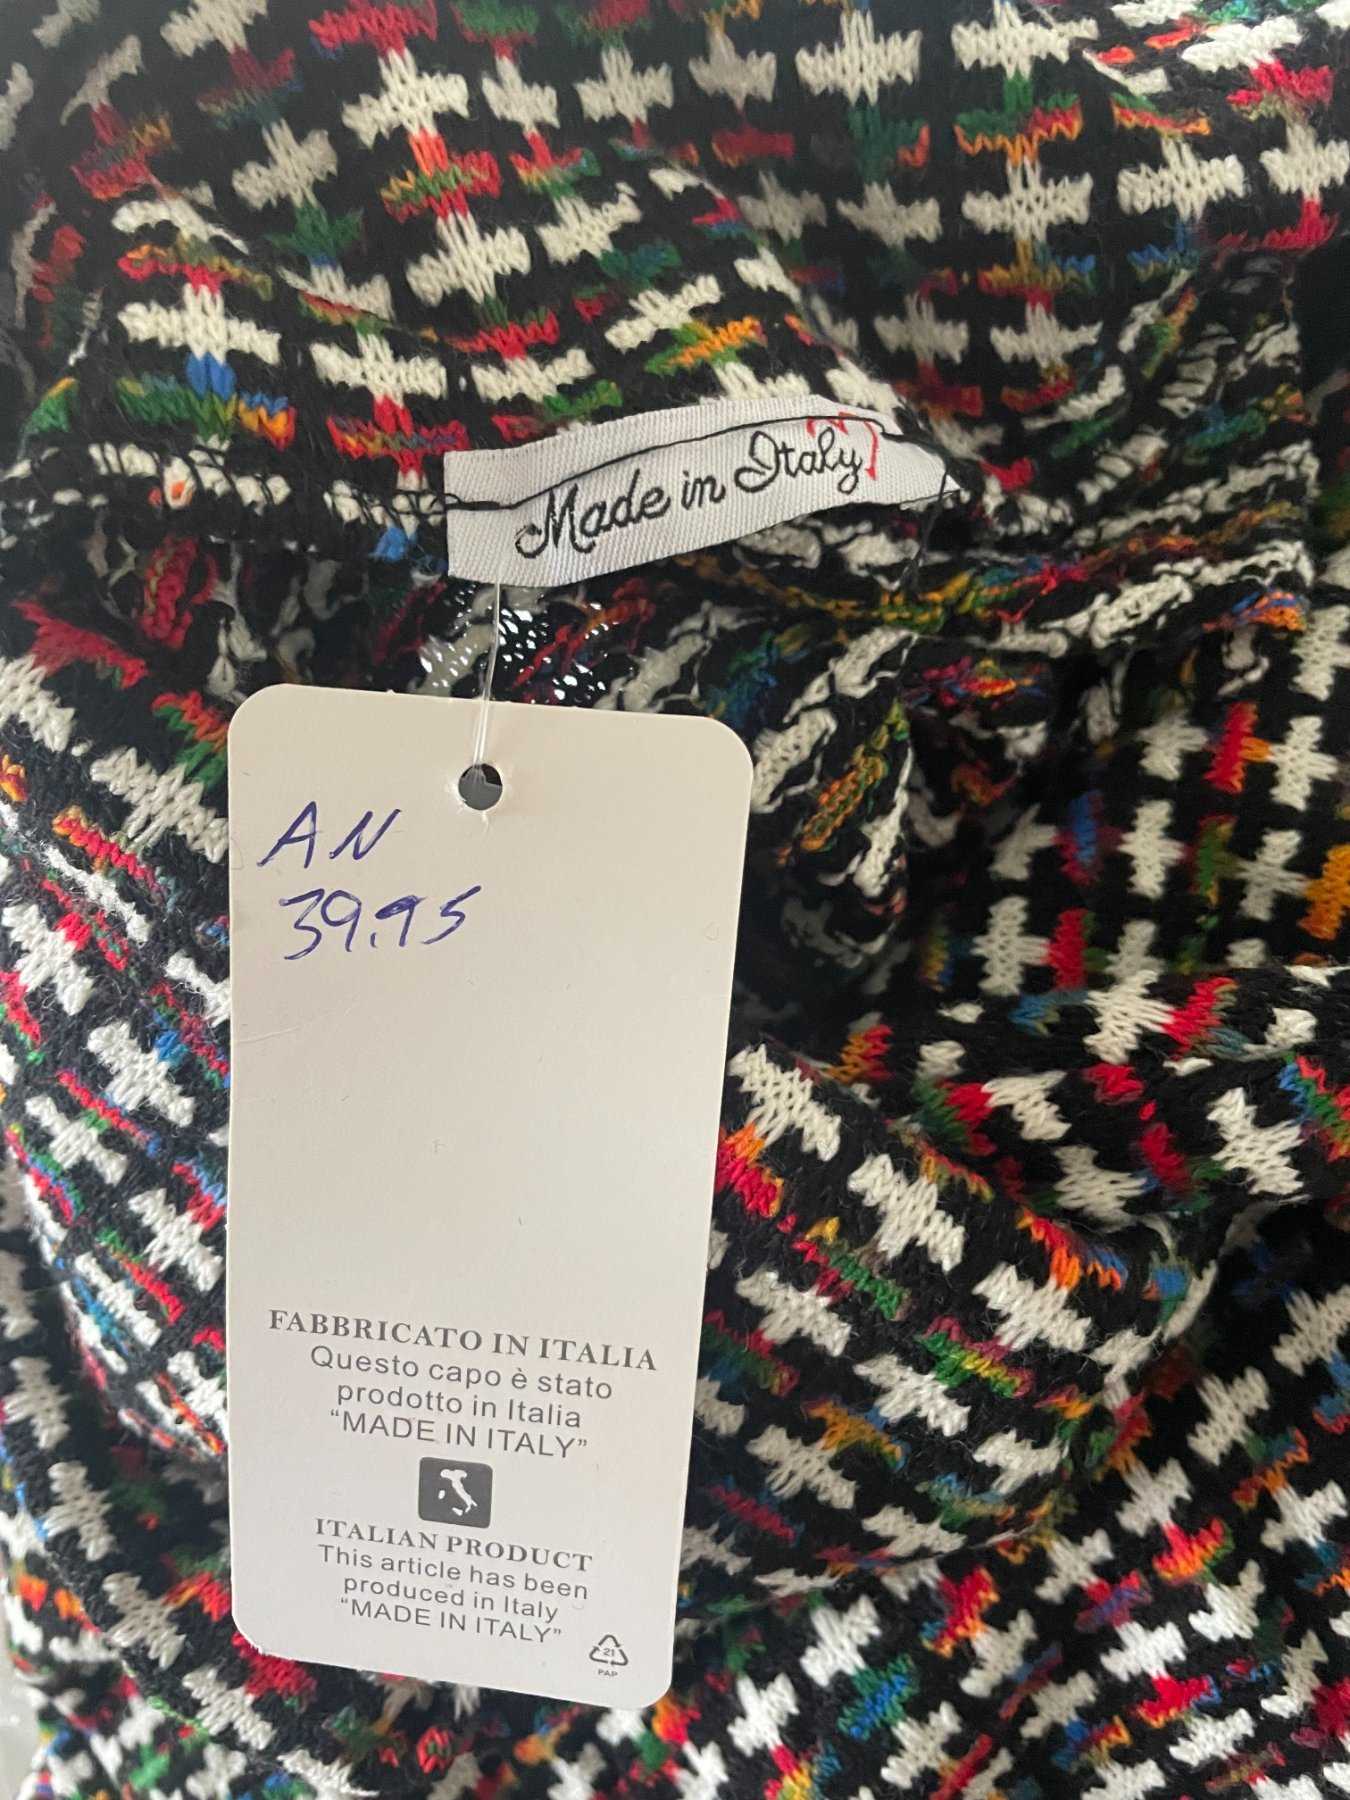 Made in Italy
AN
39.95
FABBRICATO IN ITALIA
Questo capo è stato
prodotto in Italia
“MADE IN ITALY”
ITALIAN PRODUCT
This article has been
produced in Italy
“MADE IN ITALY”
21
PAP